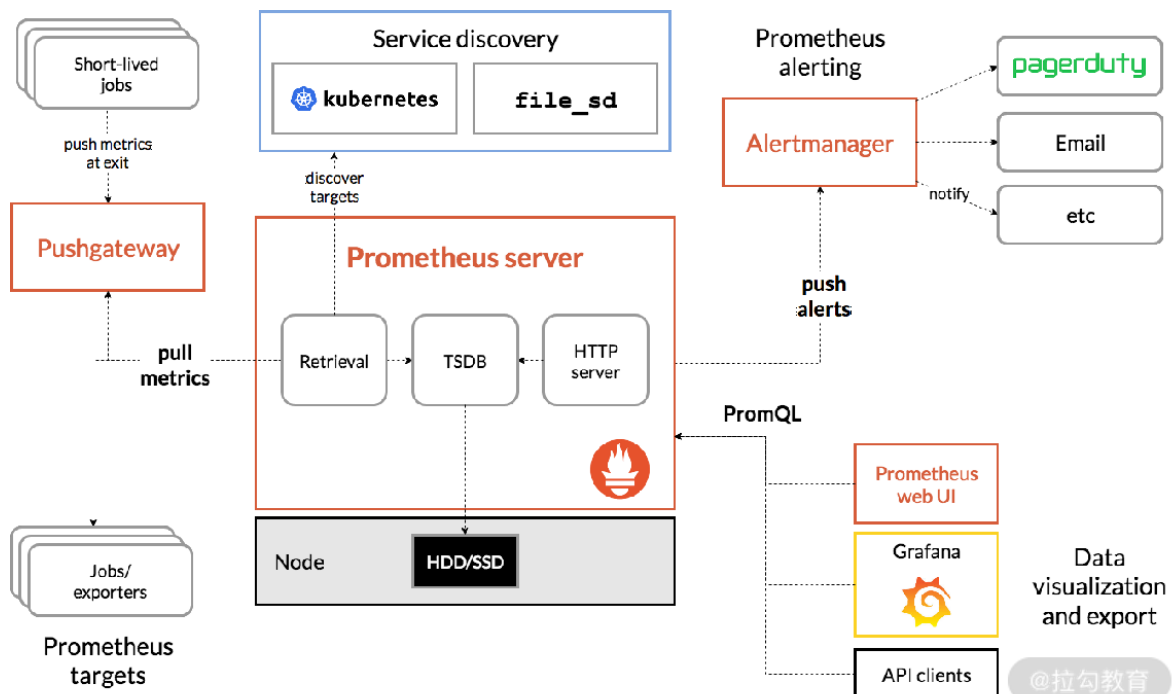 Short-lived
jobs
push metrics
at exit
Pushgateway
pull
metrics
Jobs/
exporters
Prometheus
targets
Service discovery
kubernetes
file_sd
discover
targets
Prometheus server
Retrieval
TSDB
HTTP
server
Node
HDD/SSD
Prometheus
alerting
Alertmanager
pagerduty
Email
etc
notify
push
alerts
PromQL
Prometheus
web UI
Grafana
API clients
Data
visualization
and export
@拉勾教育